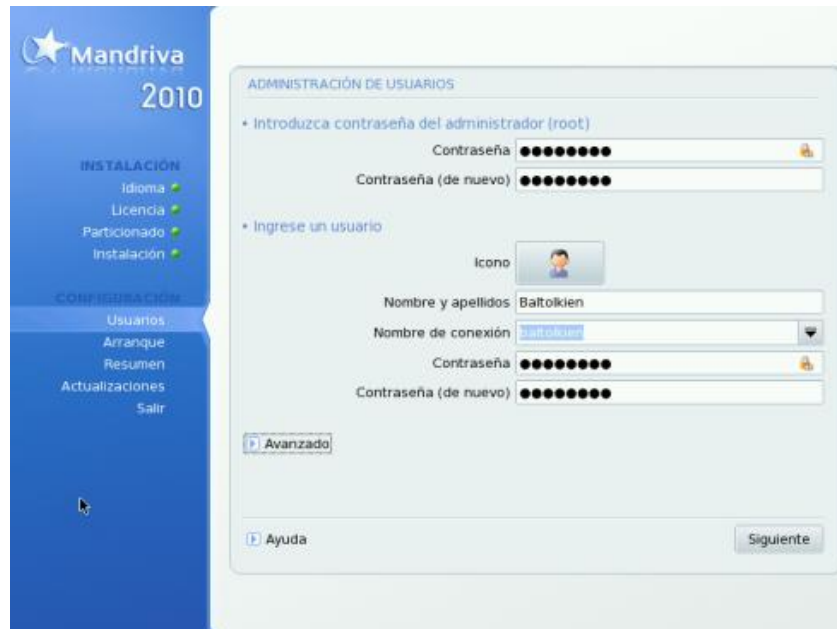 Mandriva
2010
INSTALACIÓN
Idioma
Licencia
Particionado
Instalación
CONFIGURACIÓN
Usuarios
Arranque
Resumen
Actualizaciones
Salir
ADMINISTRACIÓN DE USUARIOS
Introduzca contraseña del administrador (root)
Contraseña ●●●●●●●●
Contraseña (de nuevo) ●●●●●●●●
Ingrese un usuario
Icono
Nombre y apellidos Baltolkien
Nombre de conexión baltolkien
Contraseña ●●●●●●●●
Contraseña (de nuevo) ●●●●●●●●
Avanzado
Ayuda
Siguiente